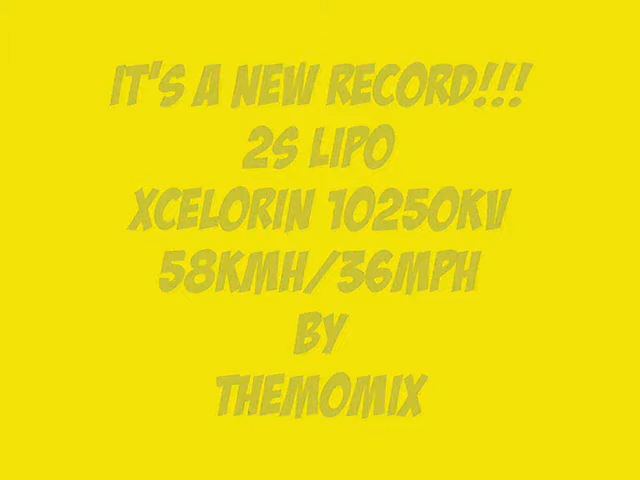 IT'S A NEW RECORD!!!
2S LIPO
XCELORIN 10250KV
58KMH/36MPH
BY
THEMOMIX